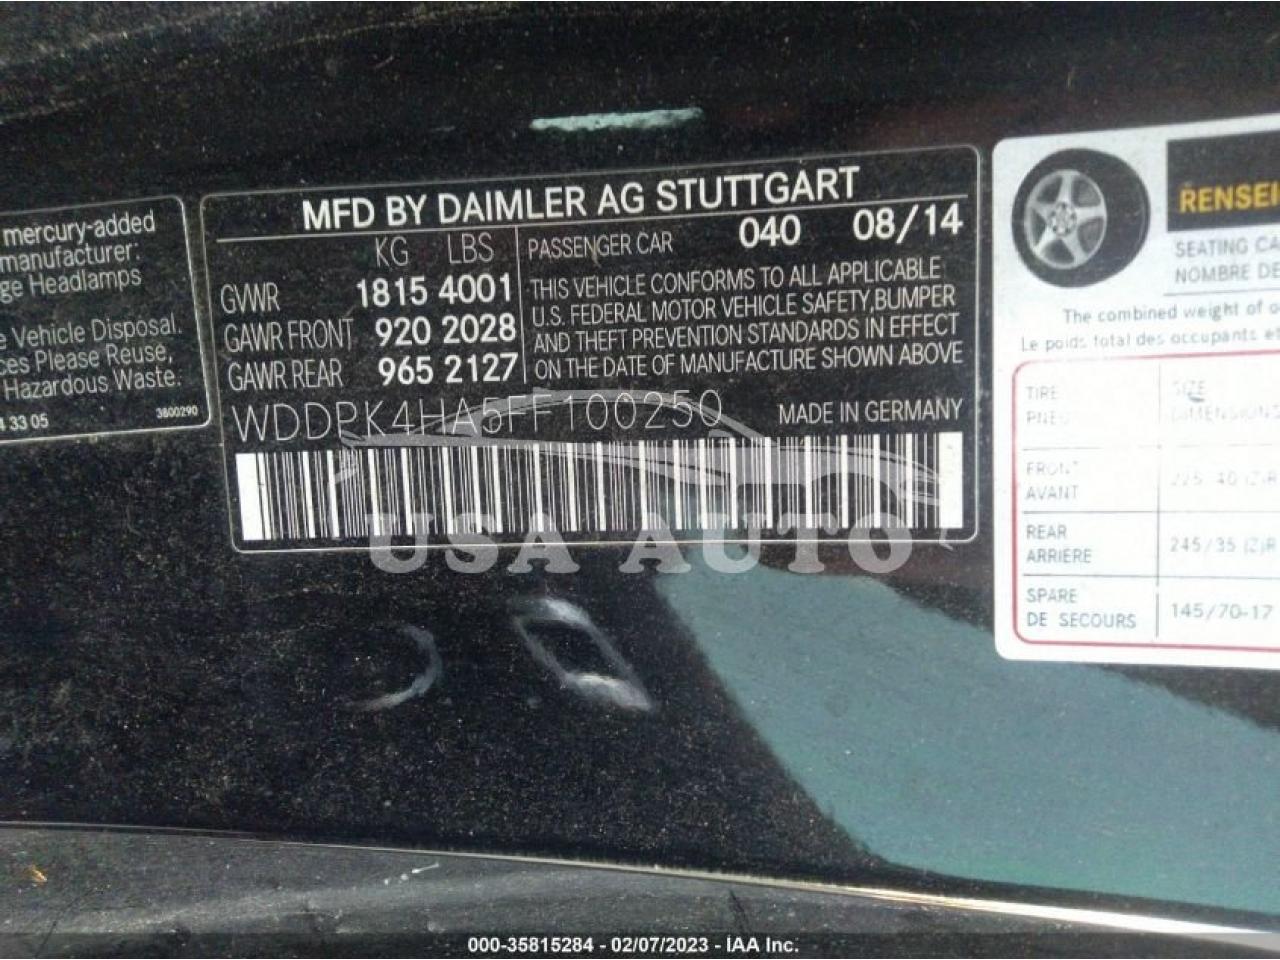 mercury-added
manufacturer:
ge Headlamps
e Vehicle Disposal.
ces Please Reuse,
Hazardous Waste.
33 05
3800290
MFD BY DAIMLER AG STUTTGART
KG LBS
PASSENGER CAR 040 08/14
GVWR 1815 4001
GAWR FRONT 920 2028
GAWR REAR 965 2127
THIS VEHICLE CONFORMS TO ALL APPLICABLE
U.S. FEDERAL MOTOR VEHICLE SAFETY,BUMPER
AND THEFT PREVENTION STANDARDS IN EFFECT
ON THE DATE OF MANUFACTURE SHOWN ABOVE
WDDPK4HA5FF100250
MADE IN GERMANY
USA AUTO
RENSEI
SEATING CA
NOMBRE DE
The combined weight of o
Le poids total des occupants et
TIRE SIZE
PNEU DIMENSIONS
FRONT
AVANT 225/40 (Z)R
REAR
ARRIÈRE 245/35 (Z)R
SPARE
DE SECOURS 145/70-17
000-35815284 - 02/07/2023 - IAA Inc.